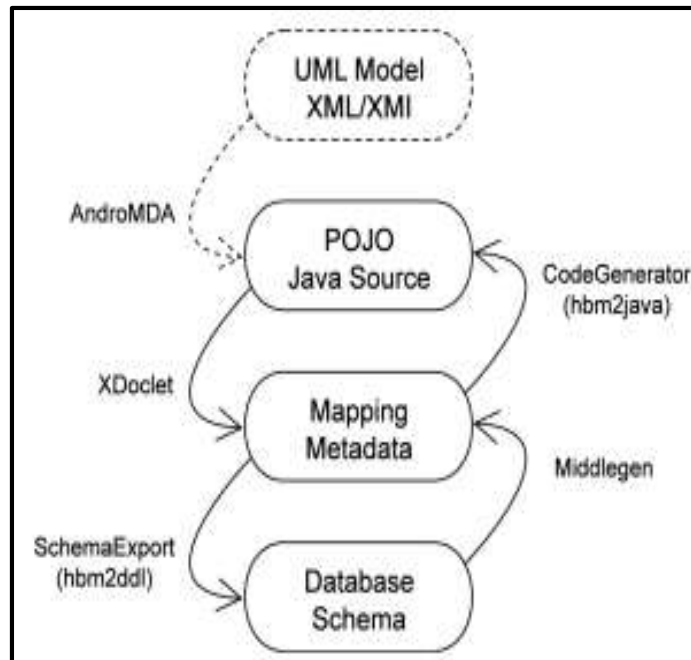 UML Model
XML/XMI
AndroMDA
POJO
Java Source
CodeGenerator
(hbm2java)
XDoclet
Mapping
Metadata
Middlegen
SchemaExport
(hbm2ddl)
Database
Schema